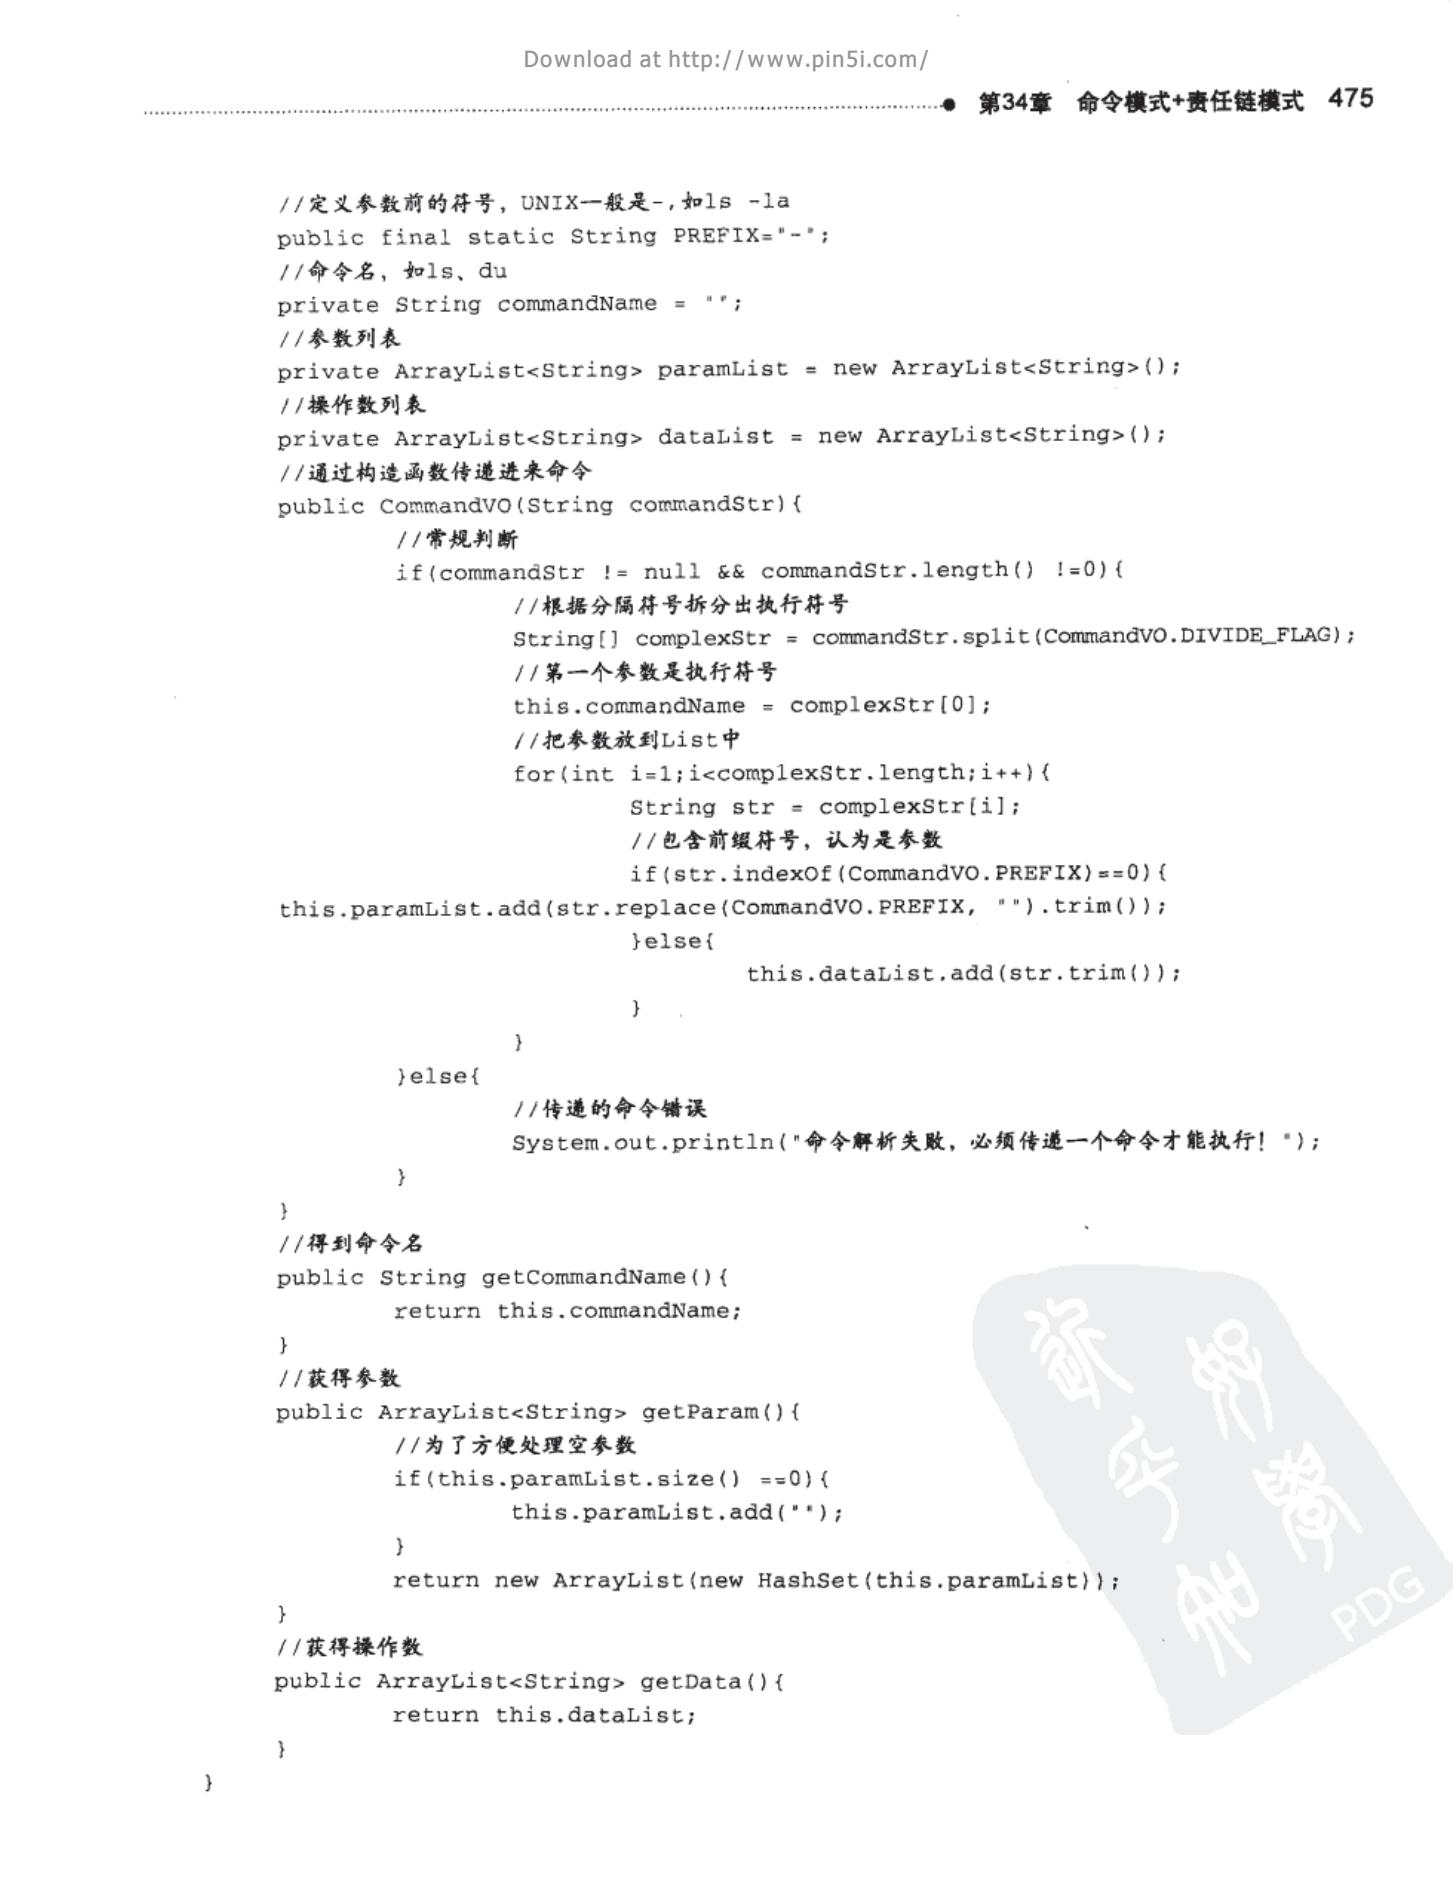 Download at http://www.pin5i.com/
第34章 命令模式+责任链模式 475
//定义参数前的符号，UNIX一般是-,如ls -la
public final static String PREFIX="-";
//命令名，如ls、du
private String commandName = "";
//参数列表
private ArrayList<String> paramList = new ArrayList<String>();
//操作数列表
private ArrayList<String> dataList = new ArrayList<String>();
//通过构造函数传递进来命令
public CommandVO(String commandStr){
//常规判断
if(commandStr != null && commandStr.length() !=0){
//根据分隔符号拆分出执行符号
String[] complexStr = commandStr.split(CommandVO.DIVIDE_FLAG);
//第一个参数是执行符号
this.commandName = complexStr[0];
//把参数放到List中
for(int i=1;i<complexStr.length;i++){
String str = complexStr[i];
//包含前缀符号，认为是参数
if(str.indexOf(CommandVO.PREFIX)==0){
this.paramList.add(str.replace(CommandVO.PREFIX, "").trim());
}else{
this.dataList.add(str.trim());
}
}
}else{
//传递的命令错误
System.out.println("命令解析失败，必须传递一个命令才能执行！");
}
}
//得到命令名
public String getCommandName(){
return this.commandName;
}
//获得参数
public ArrayList<String> getParam(){
//为了方便处理空参数
if(this.paramList.size() ==0){
this.paramList.add("");
}
return new ArrayList(new HashSet(this.paramList));
}
//获得操作数
public ArrayList<String> getData(){
return this.dataList;
}
}
PDG